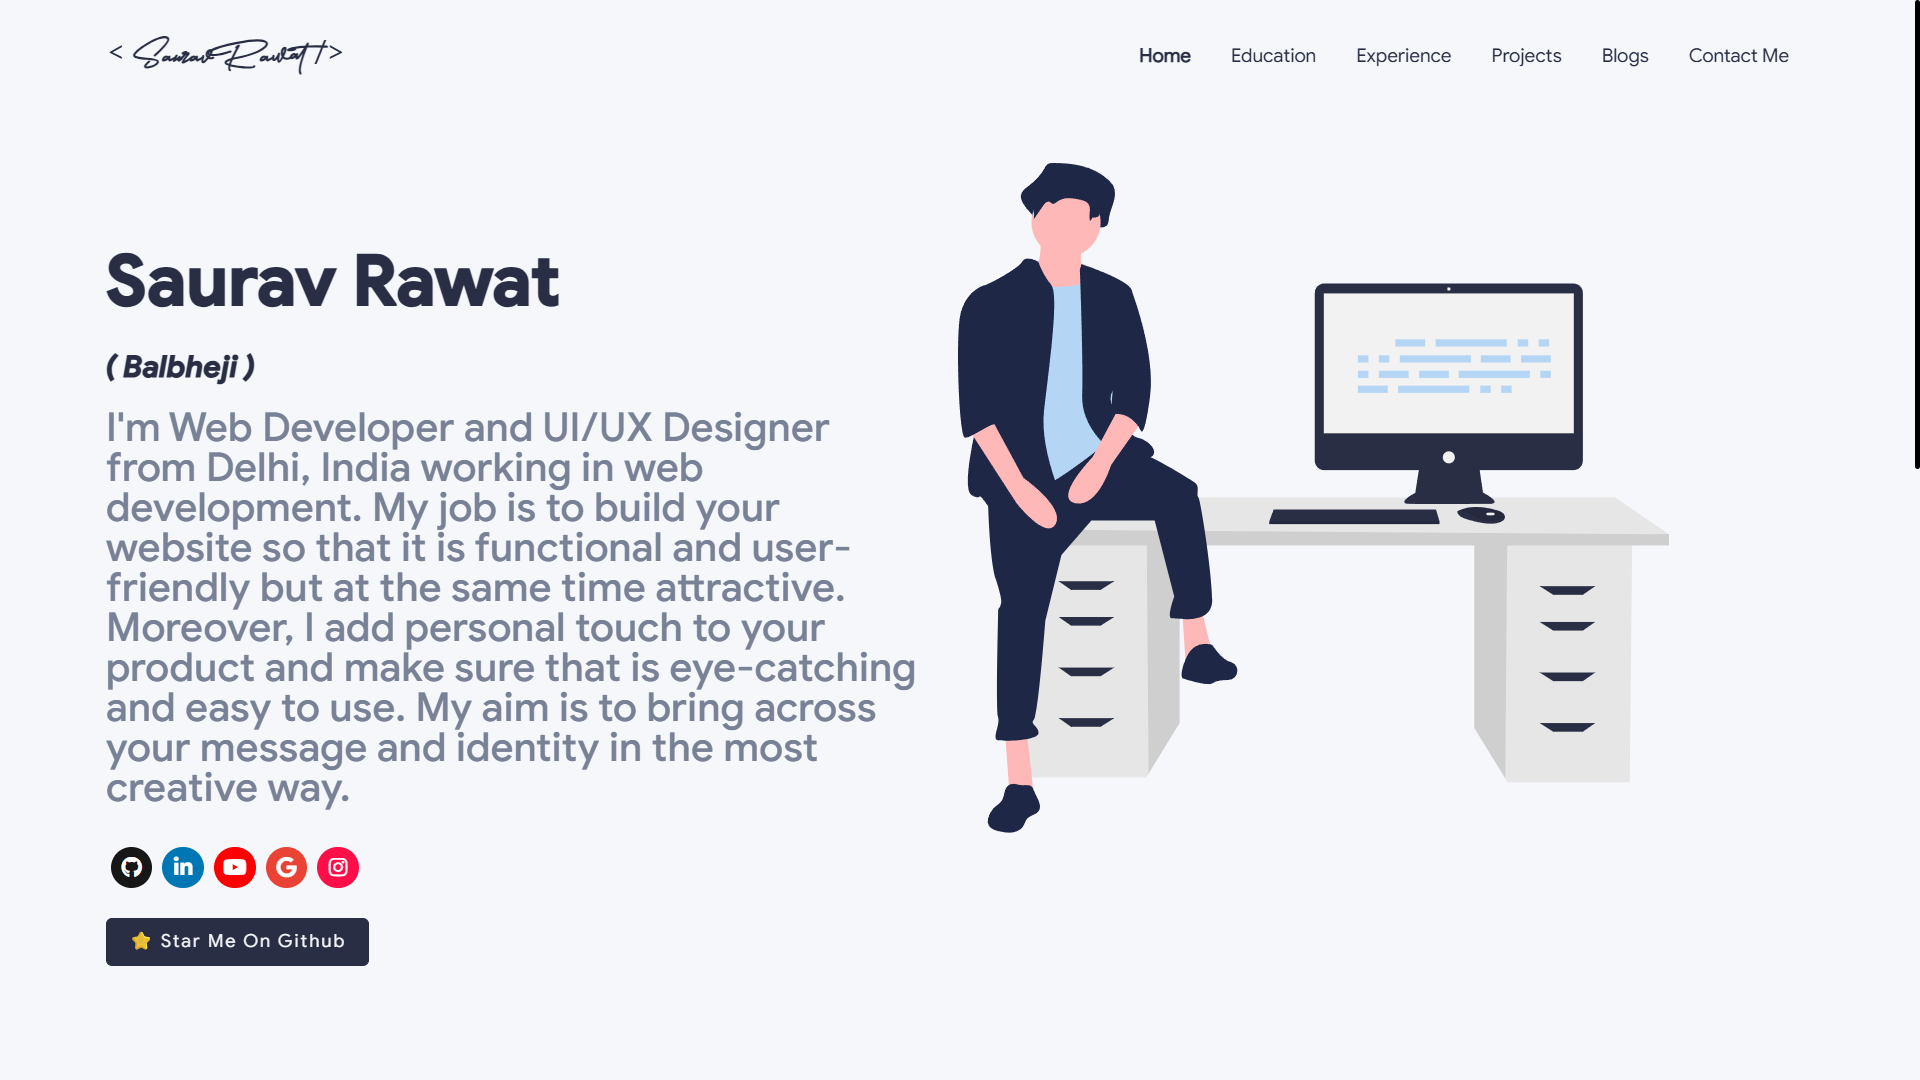 < Saurav Rawat />
Home Education Experience Projects Blogs Contact Me
Saurav Rawat
( Balbheji )
I'm Web Developer and UI/UX Designer
from Delhi, India working in web
development. My job is to build your
website so that it is functional and user-
friendly but at the same time attractive.
Moreover, I add personal touch to your
product and make sure that is eye-catching
and easy to use. My aim is to bring across
your message and identity in the most
creative way.
in
G
⭐ Star Me On Github